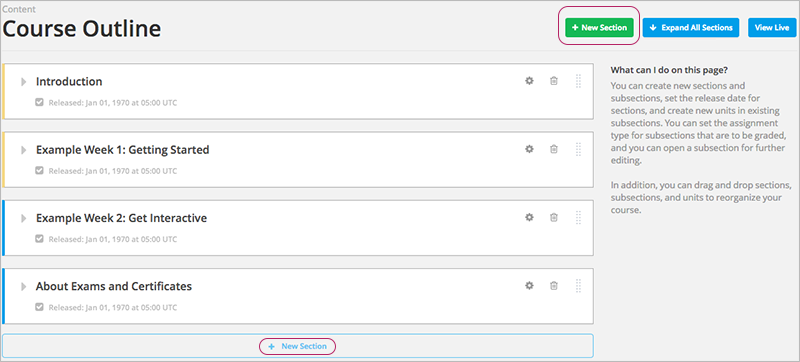 Content
Course Outline
+ New Section
Expand All Sections
View Live
Introduction
Released: Jan 01, 1970 at 05:00 UTC
Example Week 1: Getting Started
Released: Jan 01, 1970 at 05:00 UTC
Example Week 2: Get Interactive
Released: Jan 01, 1970 at 05:00 UTC
About Exams and Certificates
Released: Jan 01, 1970 at 05:00 UTC
+ New Section
What can I do on this page?
You can create new sections and
subsections, set the release date for
sections, and create new units in existing
subsections. You can set the assignment
type for subsections that are to be graded,
and you can open a subsection for further
editing.
In addition, you can drag and drop sections,
subsections, and units to reorganize your
course.